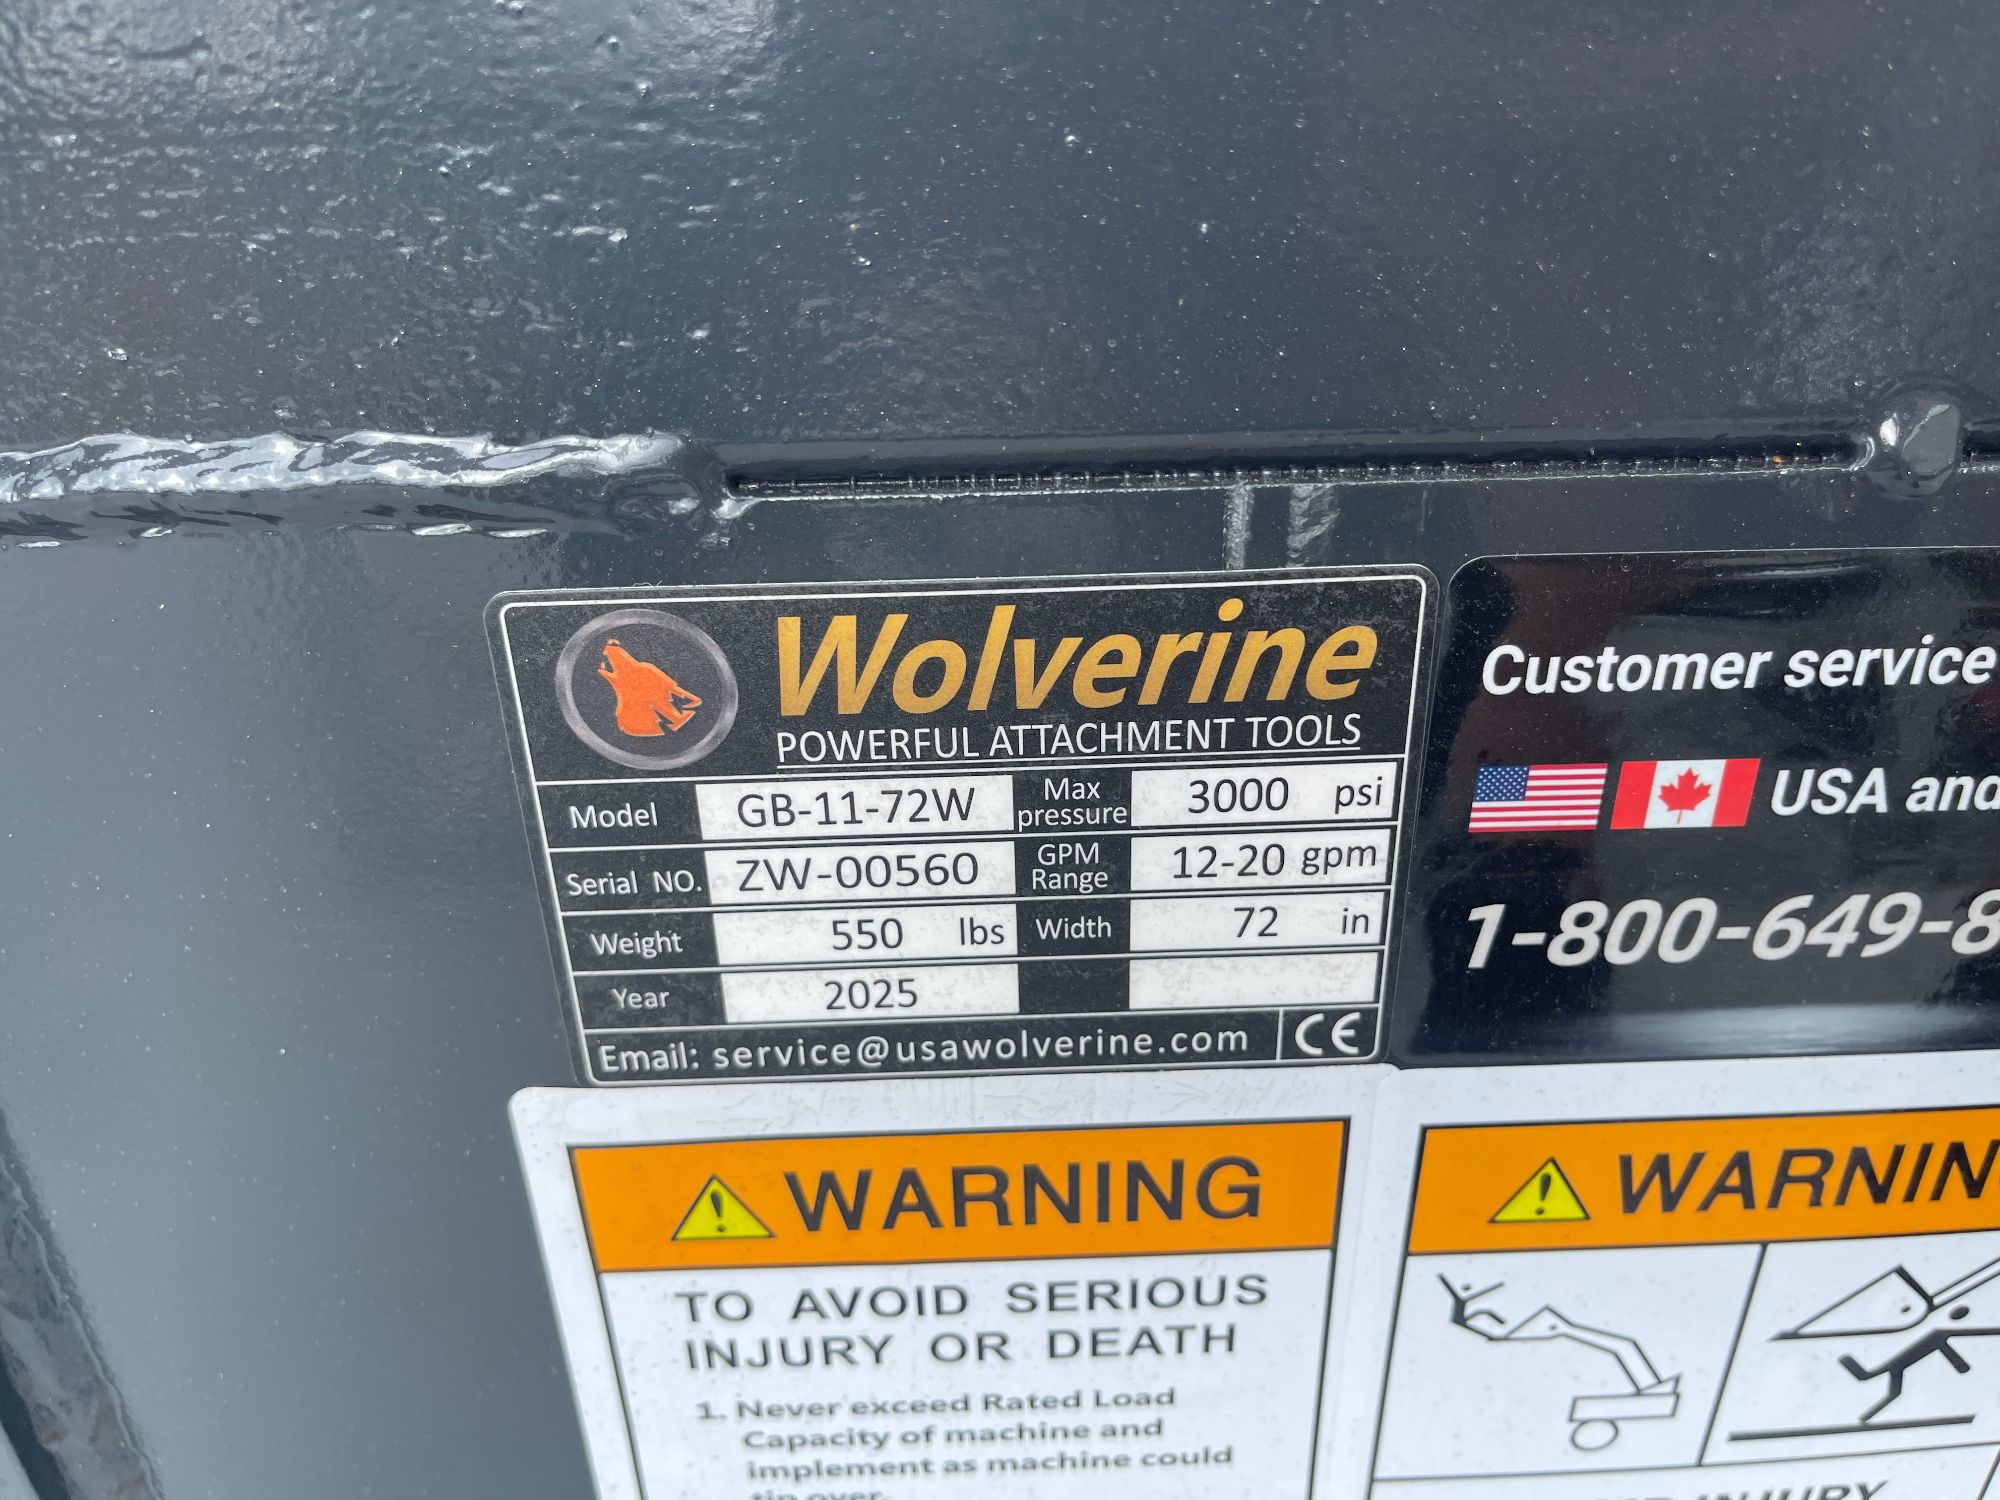 Wolverine
POWERFUL ATTACHMENT TOOLS
Model GB-11-72W Max pressure 3000 psi
Serial NO. ZW-00560 GPM Range 12-20 gpm
Weight 550 lbs Width 72 in
Year 2025
Email: service@usawolverine.com CE
Customer service
USA and
1-800-649-8
WARNING
TO AVOID SERIOUS
INJURY OR DEATH
1. Never exceed Rated Load
Capacity of machine and
implement as machine could
tip over.
WARNIN
INJURY